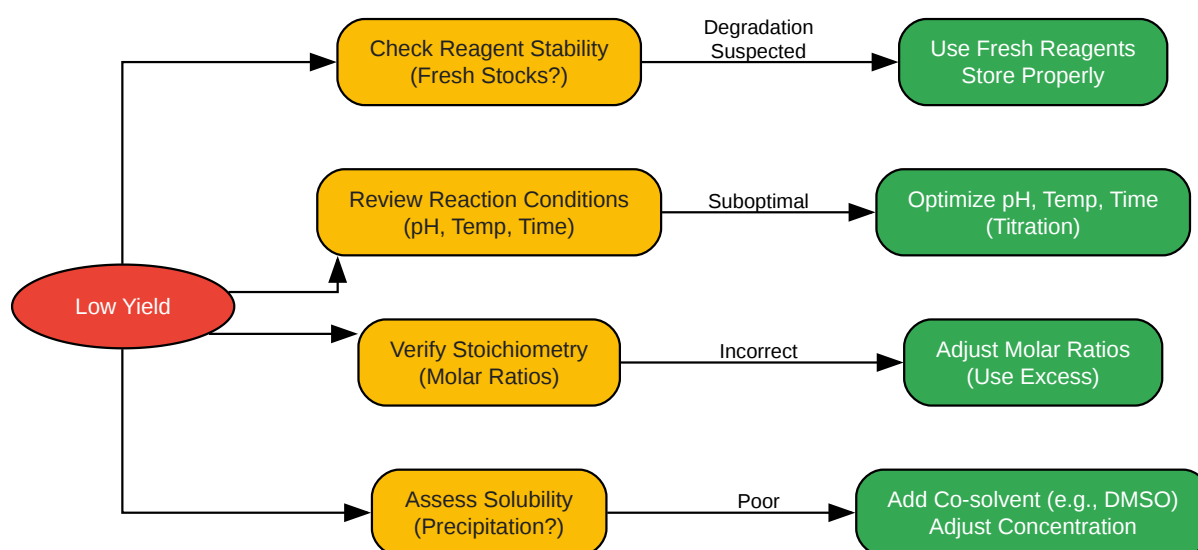 Check Reagent Stability
(Fresh Stocks?)
Degradation
Suspected
Use Fresh Reagents
Store Properly
Review Reaction Conditions
(pH, Temp, Time)
Suboptimal
Optimize pH, Temp, Time
(Titration)
Low Yield
Verify Stoichiometry
(Molar Ratios)
Incorrect
Adjust Molar Ratios
(Use Excess)
Assess Solubility
(Precipitation?)
Poor
Add Co-solvent (e.g., DMSO)
Adjust Concentration